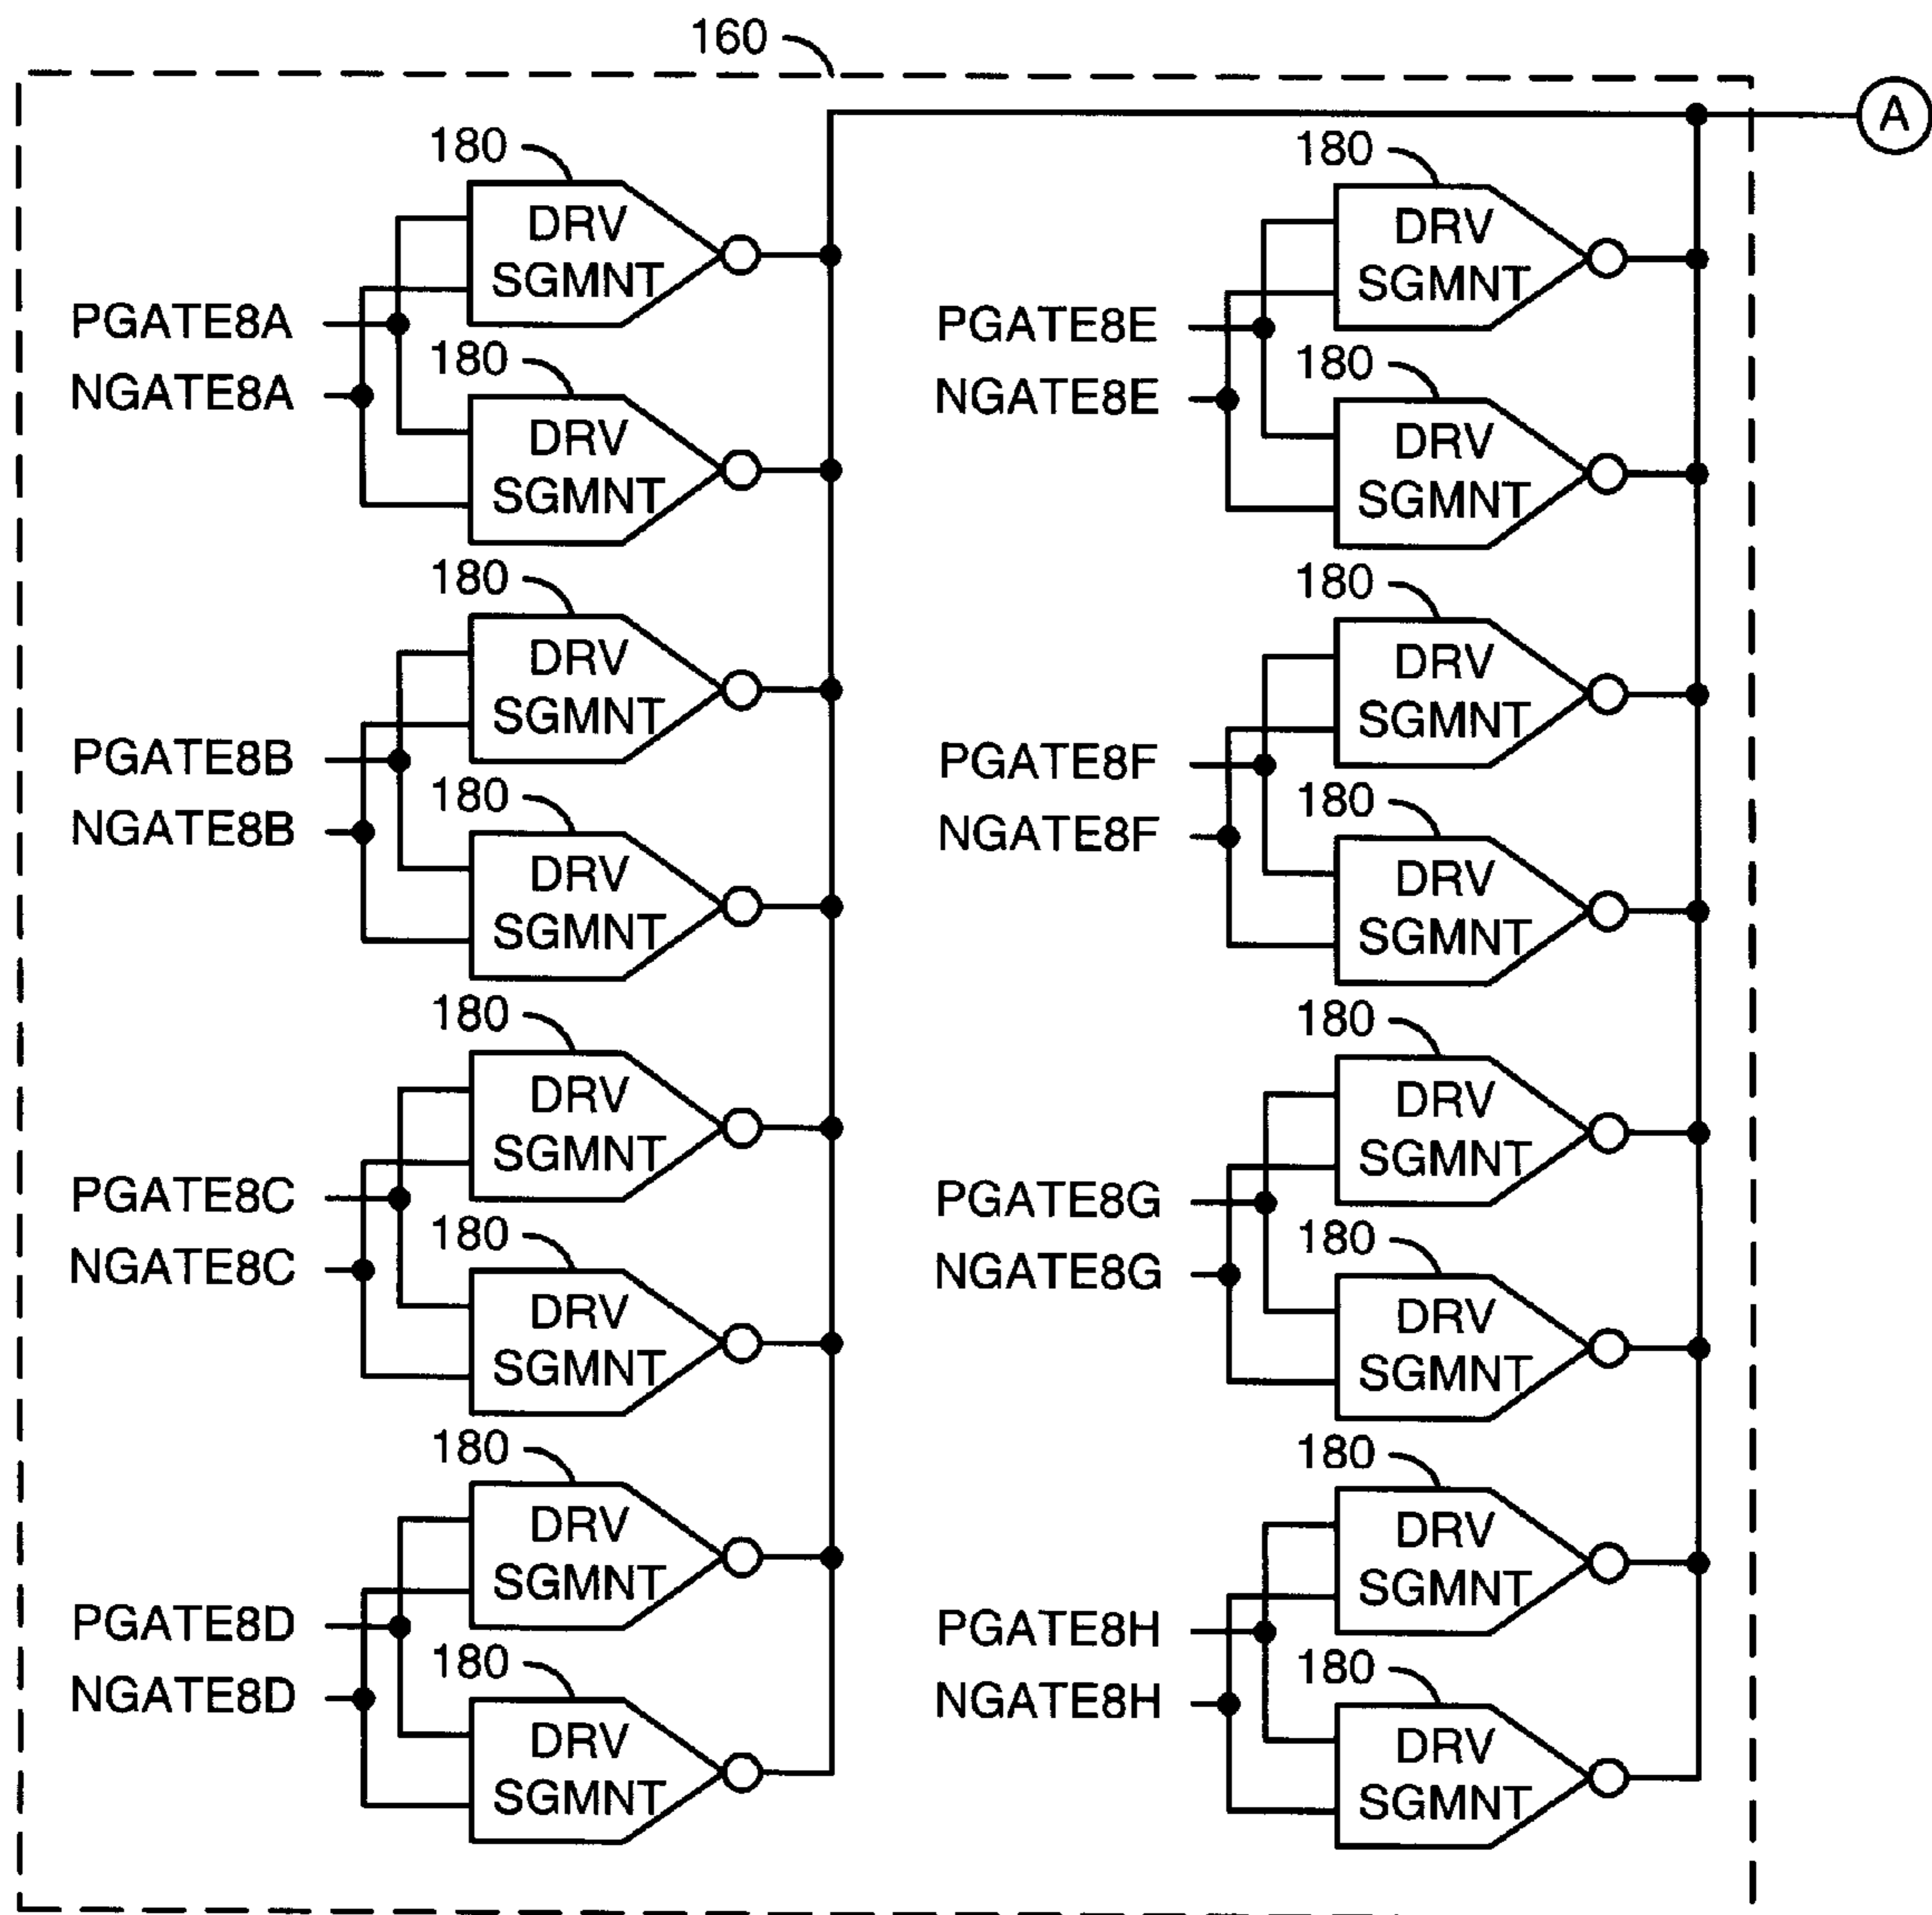 160
A
180
DRV
SGMNT
PGATE8A
NGATE8A
180
DRV
SGMNT
180
DRV
SGMNT
PGATE8B
NGATE8B
180
DRV
SGMNT
180
DRV
SGMNT
PGATE8C
NGATE8C
180
DRV
SGMNT
180
DRV
SGMNT
PGATE8D
NGATE8D
180
DRV
SGMNT
180
DRV
SGMNT
PGATE8E
NGATE8E
180
DRV
SGMNT
180
DRV
SGMNT
PGATE8F
NGATE8F
180
DRV
SGMNT
180
DRV
SGMNT
PGATE8G
NGATE8G
180
DRV
SGMNT
180
DRV
SGMNT
PGATE8H
NGATE8H
180
DRV
SGMNT